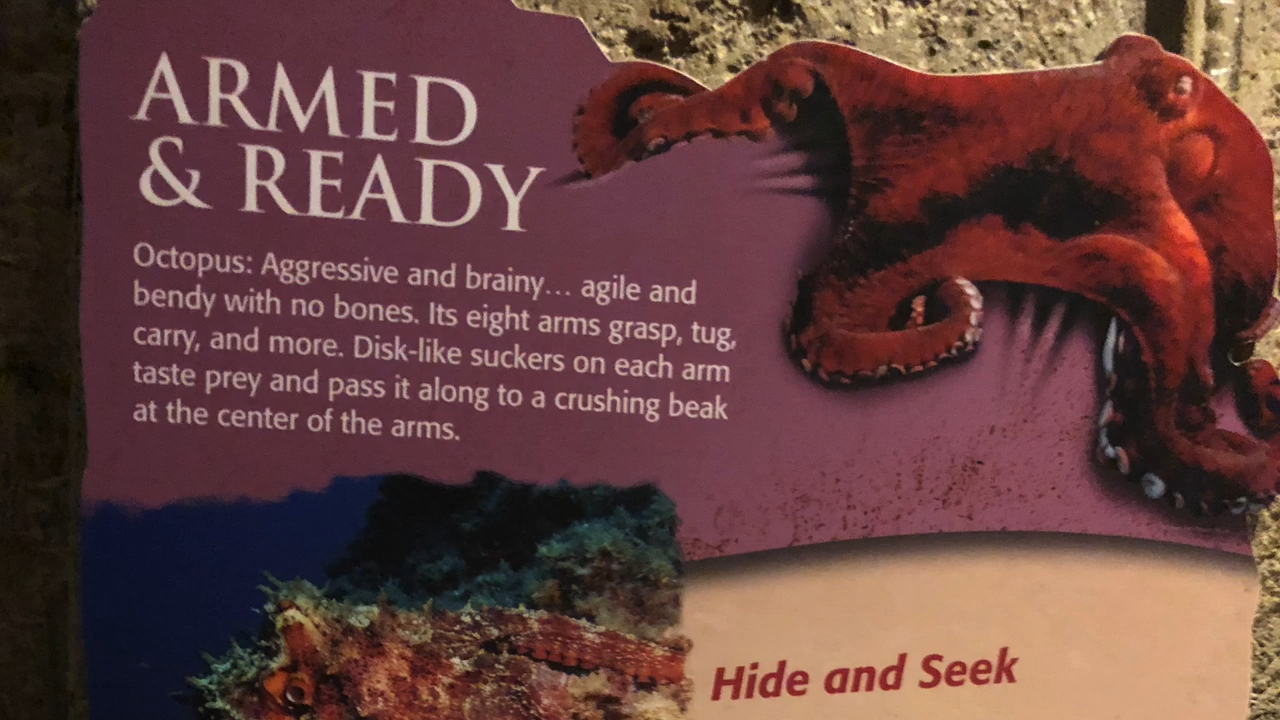 ARMED
& READY
Octopus: Aggressive and brainy... agile and
bendy with no bones. Its eight arms grasp, tug,
carry, and more. Disk-like suckers on each arm
taste prey and pass it along to a crushing beak
at the center of the arms.
Hide and Seek